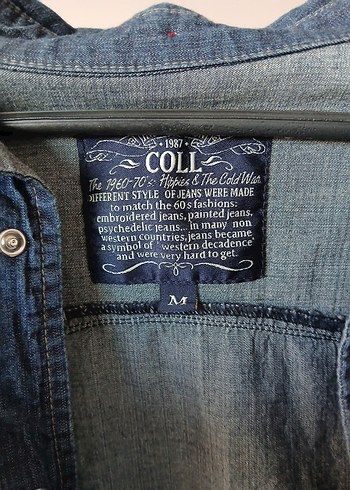 • 1987 •
COLL
The 1960-70's: Hippies & The Cold War.
DIFFERENT STYLE OF JEANS WERE MADE
to match the 60s fashions:
embroidered jeans, painted jeans,
psychedelic jeans... in many non
western countries, jeans became
a symbol of "western decadence"
and were very hard to get.
M